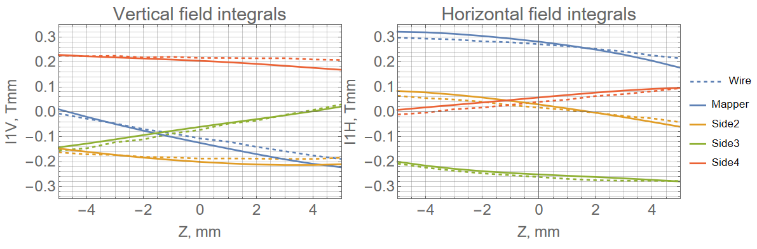 Vertical field integrals
I1V, Tmm
0.3
0.2
0.1
0.0
−0.1
−0.2
−0.3
−4 −2 0 2 4
Z, mm
Horizontal field integrals
I1H, Tmm
0.3
0.2
0.1
0.0
−0.1
−0.2
−0.3
−4 −2 0 2 4
Z, mm
Wire
Mapper
Side2
Side3
Side4